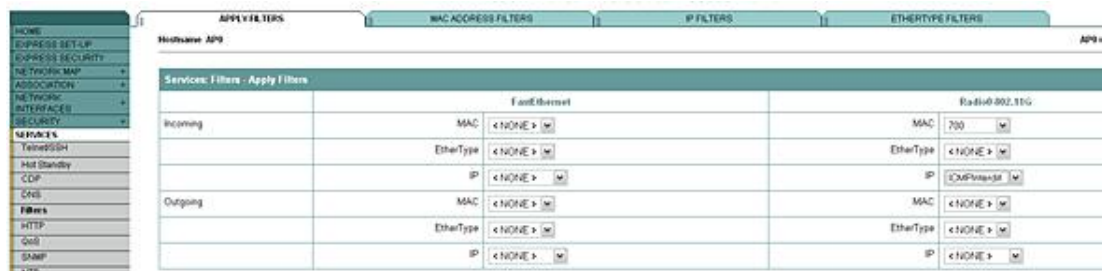 APPLY FILTERS
MAC ADDRESS FILTERS
IP FILTERS
ETHERTYPE FILTERS
HOME
EXPRESS SET-UP
EXPRESS SECURITY
NETWORK MAP +
ASSOCIATION +
NETWORK INTERFACES +
SECURITY +
SERVICES
Telnet/SSH
Hot Standby
CDP
DNS
Filters
HTTP
QoS
SNMP
Hostname AP0
AP0
Services: Filters - Apply Filters
FastEthernet
Radio0-802.11G
Incoming
MAC < NONE >
MAC 700
EtherType < NONE >
EtherType < NONE >
IP < NONE >
IP
Outgoing
MAC < NONE >
MAC < NONE >
EtherType < NONE >
EtherType < NONE >
IP < NONE >
IP < NONE >